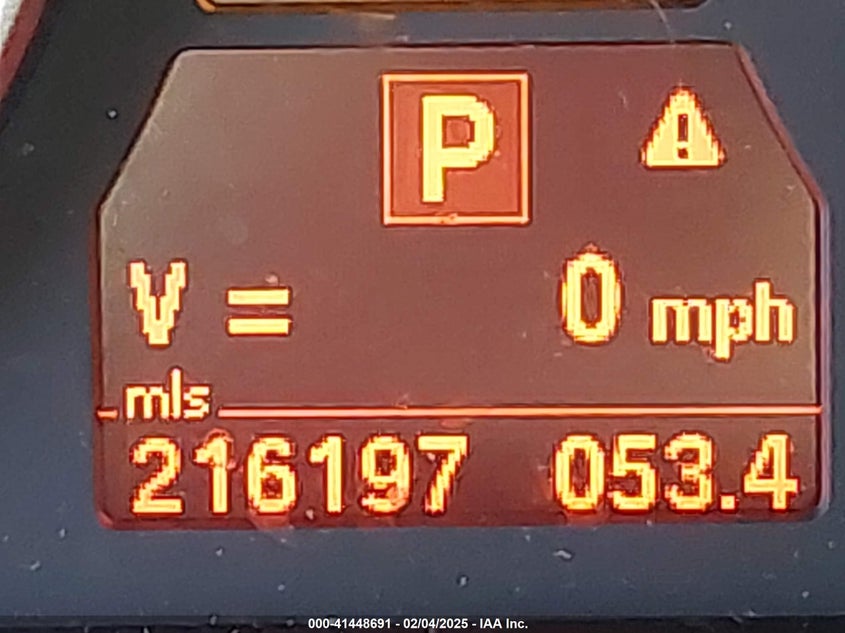 P
V = 0 mph
mls
216197 053.4
000-41448691 - 02/04/2025 - IAA Inc.